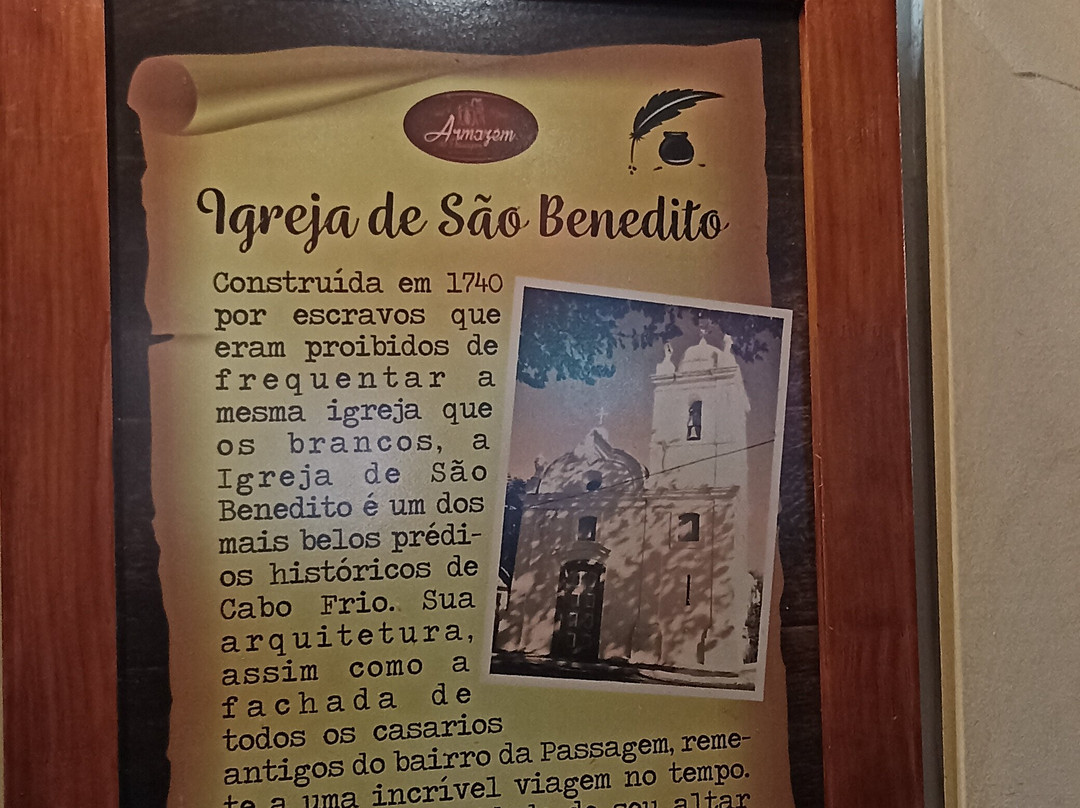 Armazem
Igreja de São Benedito
Construída em 1740
por escravos que
eram proibidos de
frequentar a
mesma igreja que
os brancos, a
Igreja de São
Benedito é um dos
mais belos prédi-
os históricos de
Cabo Frio. Sua
arquitetura,
assim como a
fachada de
todos os casarios
antigos do bairro da Passagem, reme-
te a uma incrível viagem no tempo.
seu altar